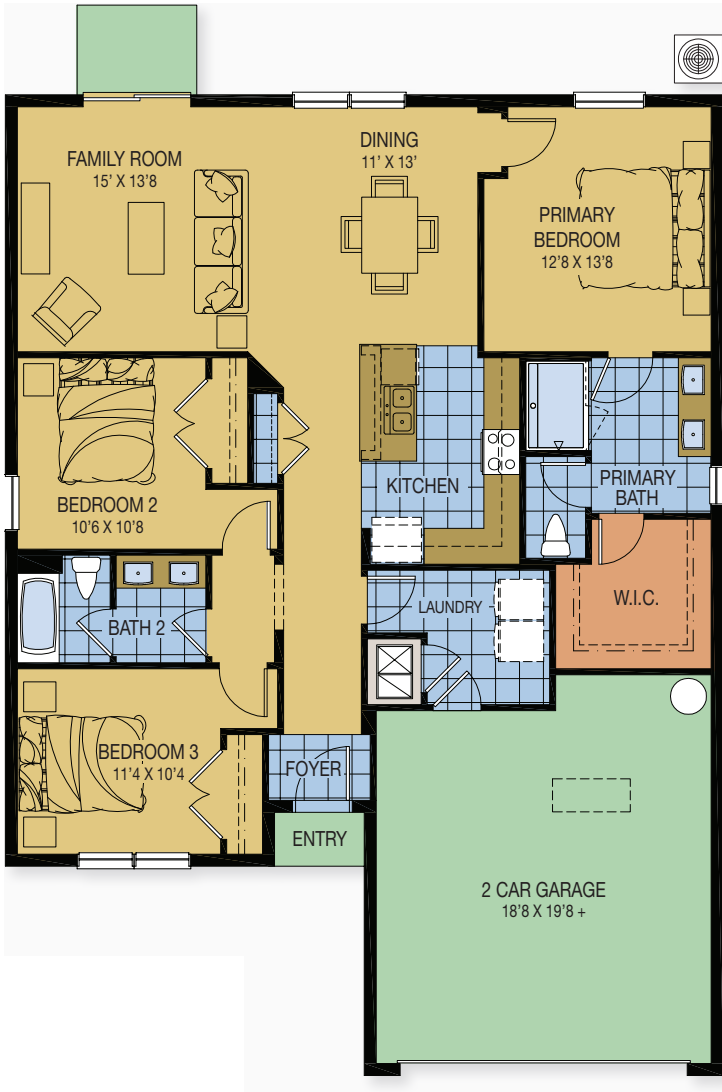 FAMILY ROOM
15' X 13'8
DINING
11' X 13'
PRIMARY
BEDROOM
12'8 X 13'8
BEDROOM 2
10'6 X 10'8
KITCHEN
PRIMARY
BATH
BATH 2
LAUNDRY
W.I.C.
BEDROOM 3
11'4 X 10'4
FOYER
ENTRY
2 CAR GARAGE
18'8 X 19'8 +